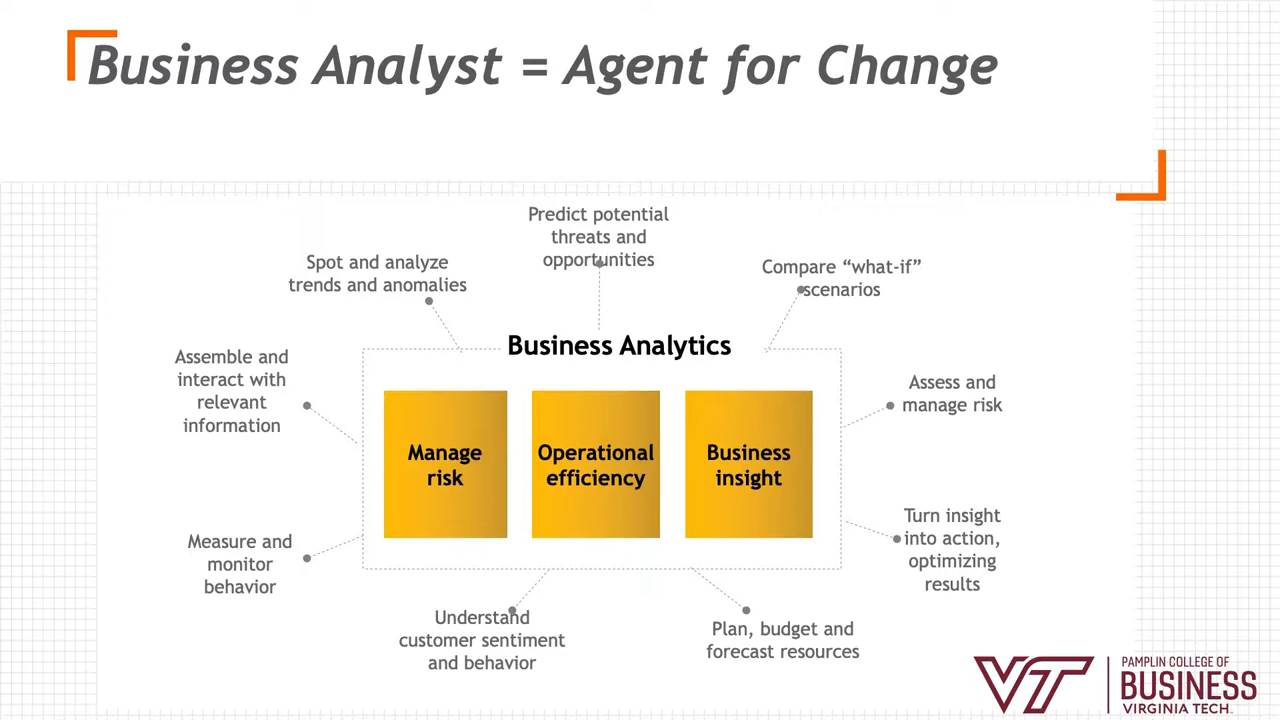 Business Analyst = Agent for Change
Predict potential
threats and
opportunities
Spot and analyze
trends and anomalies
Compare “what-if”
scenarios
Business Analytics
Assemble and
interact with
relevant
information
Assess and
manage risk
Manage
risk
Operational
efficiency
Business
insight
Measure and
monitor
behavior
Turn insight
into action,
optimizing
results
Understand
customer sentiment
and behavior
Plan, budget and
forecast resources
VT
PAMPLIN COLLEGE OF
BUSINESS
VIRGINIA TECH